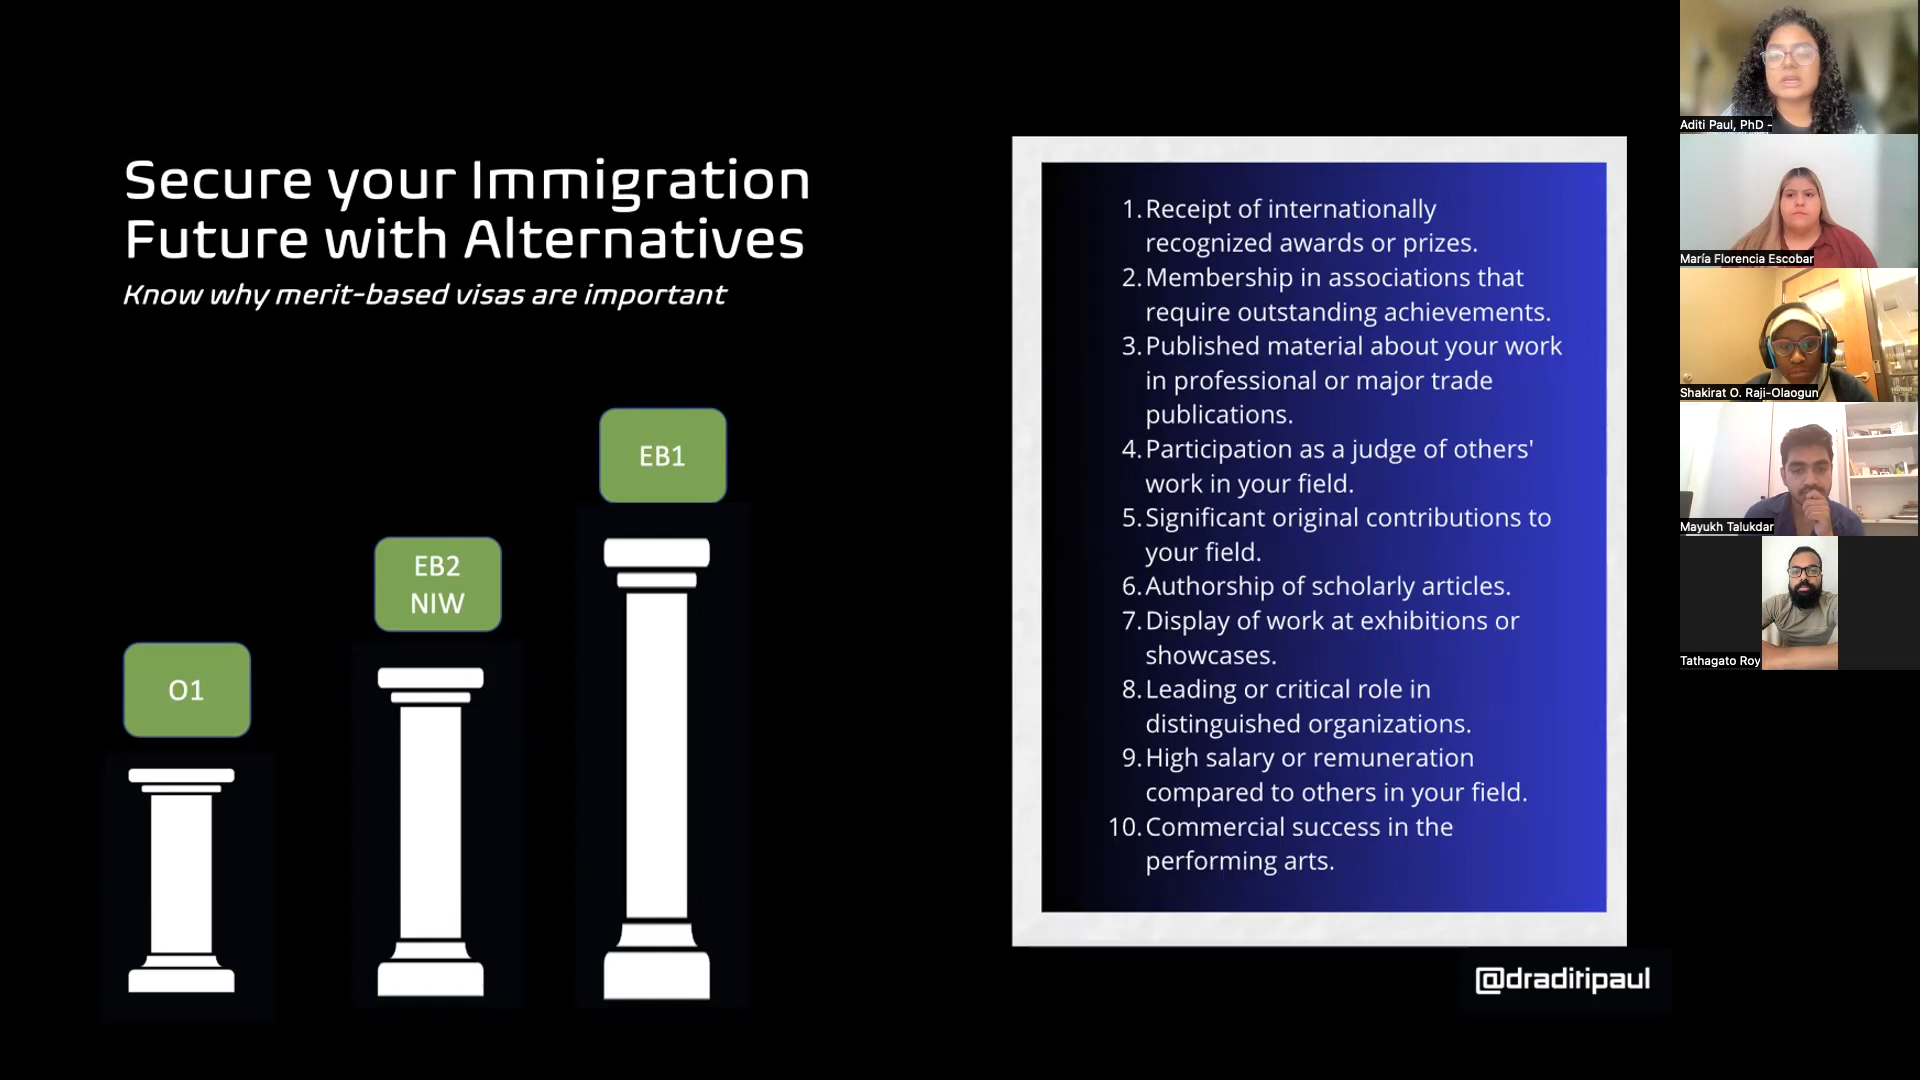 Secure your Immigration
Future with Alternatives
Know why merit-based visas are important
O1
EB2
NIW
EB1
1. Receipt of internationally
recognized awards or prizes.
2. Membership in associations that
require outstanding achievements.
3. Published material about your work
in professional or major trade
publications.
4. Participation as a judge of others'
work in your field.
5. Significant original contributions to
your field.
6. Authorship of scholarly articles.
7. Display of work at exhibitions or
showcases.
8. Leading or critical role in
distinguished organizations.
9. High salary or remuneration
compared to others in your field.
10. Commercial success in the
performing arts.
@draditipaul
Aditi Paul, PhD -
María Florencia Escobar
Shakirat O. Raji-Olaogun
Mayukh Talukdar
Tathagato Roy